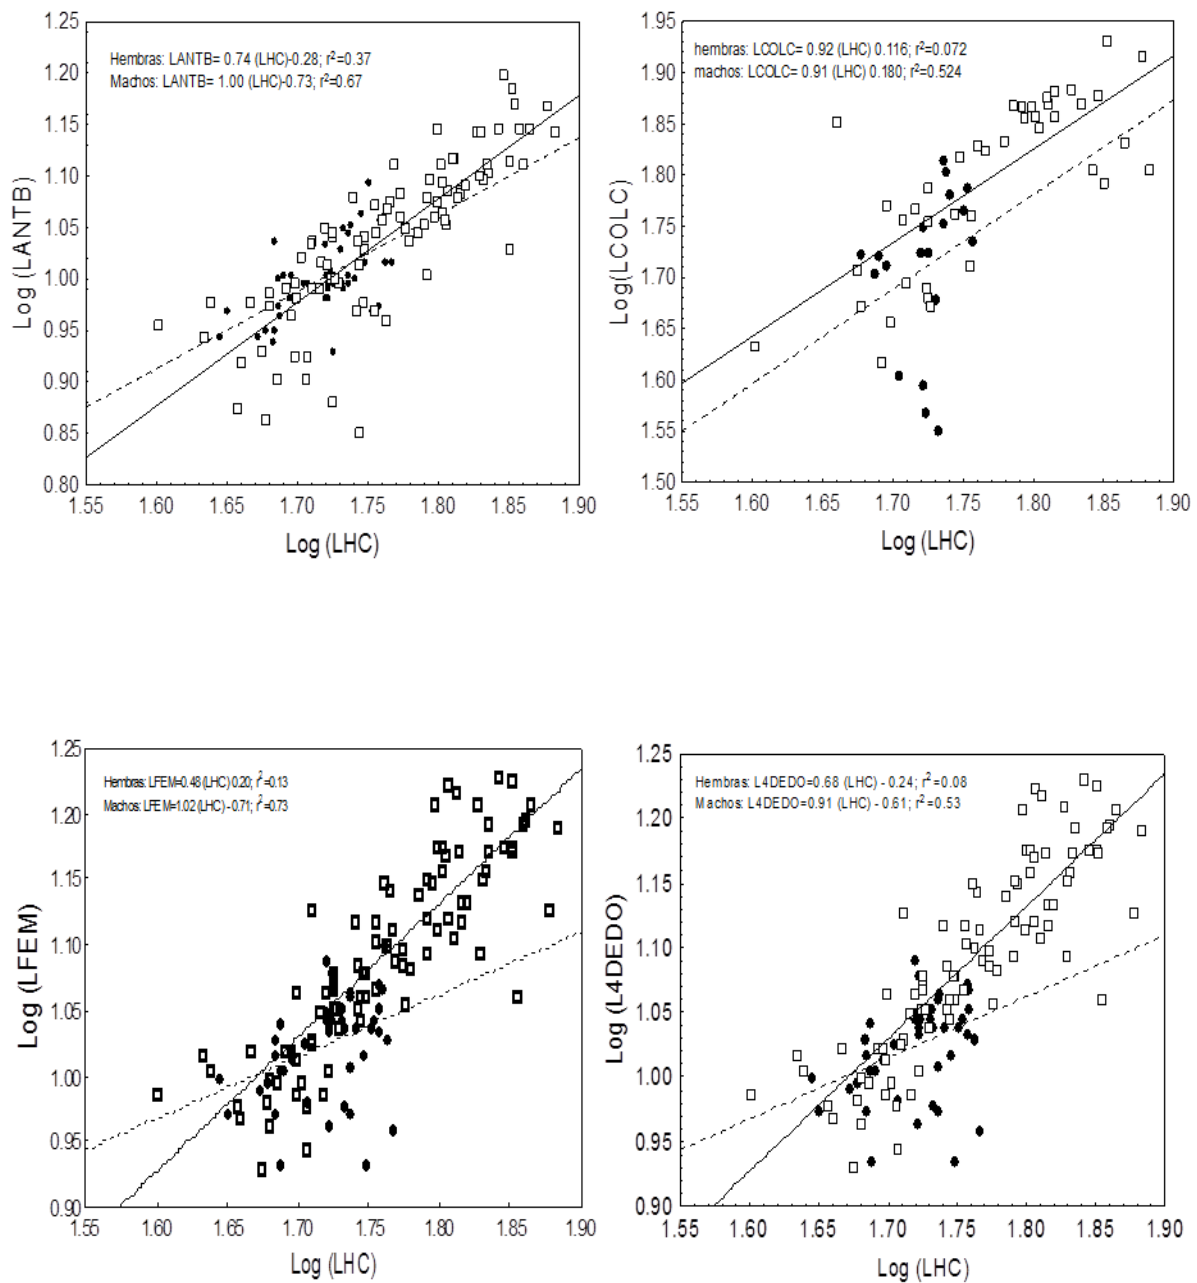 Hembras: LANTB= 0.74 (LHC)-0.28; r²=0.37
Machos: LANTB= 1.00 (LHC)-0.73; r²=0.67
Log (LANTB)
1.25
1.20
1.15
1.10
1.05
1.00
0.95
0.90
0.85
0.80
1.55 1.60 1.65 1.70 1.75 1.80 1.85 1.90
Log (LHC)
hembras: LCOLC= 0.92 (LHC) 0.116; r²=0.072
machos: LCOLC= 0.91 (LHC) 0.180; r²=0.524
Log(LCOLC)
1.95
1.90
1.85
1.80
1.75
1.70
1.65
1.60
1.55
1.50
1.55 1.60 1.65 1.70 1.75 1.80 1.85 1.90
Log (LHC)
Hembras: LFEM=0.48 (LHC) 0.20; r²=0.13
Machos: LFEM=1.02 (LHC) - 0.71; r²=0.73
Log (LFEM)
1.25
1.20
1.15
1.10
1.05
1.00
0.95
0.90
1.55 1.60 1.65 1.70 1.75 1.80 1.85 1.90
Log (LHC)
Hembras: L4DEDO=0.68 (LHC) - 0.24; r²=0.08
Machos: L4DEDO=0.91 (LHC) - 0.61; r²=0.53
Log (L4DEDO)
1.25
1.20
1.15
1.10
1.05
1.00
0.95
0.90
1.55 1.60 1.65 1.70 1.75 1.80 1.85 1.90
Log (LHC)